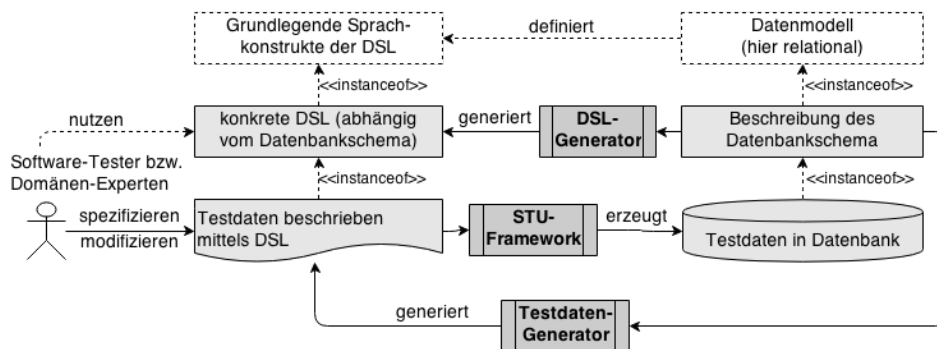 Grundlegende Sprach-
konstrukte der DSL
definiert
Datenmodell
(hier relational)
<<instanceof>>
<<instanceof>>
nutzen
konkrete DSL (abhängig
vom Datenbankschema)
generiert
DSL-
Generator
Beschreibung des
Datenbankschema
Software-Tester bzw.
Domänen-Experten
<<instanceof>>
<<instanceof>>
spezifizieren
modifizieren
Testdaten beschrieben
mittels DSL
STU-
Framework
erzeugt
Testdaten in Datenbank
generiert
Testdaten-
Generator